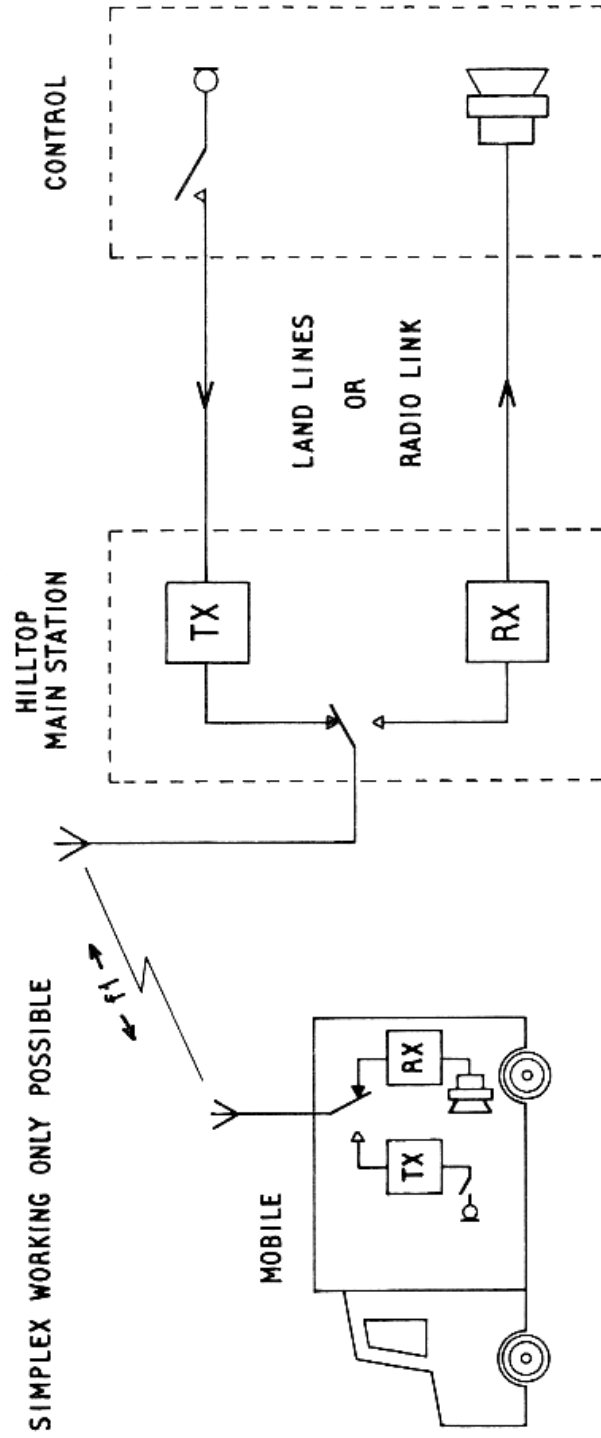 SIMPLEX WORKING ONLY POSSIBLE
HILLTOP
MAIN STATION
CONTROL
f1
TX
LAND LINES
OR
RADIO LINK
RX
MOBILE
TX
RX